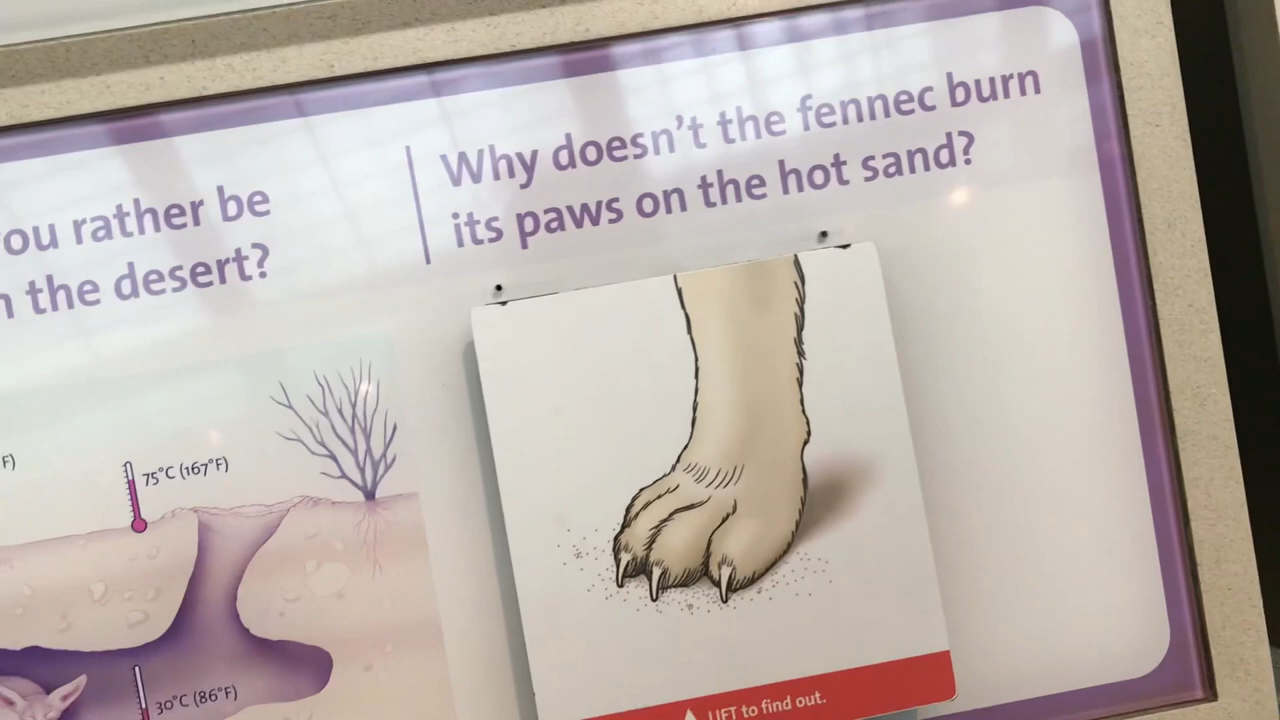 you rather be
the desert?
Why doesn't the fennec burn
its paws on the hot sand?
F)
75°C (167°F)
30°C (86°F)
LIFT to find out.